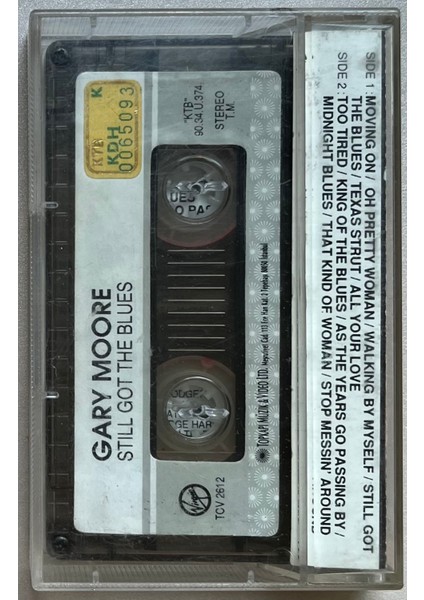 GARY MOORE
STILL GOT THE BLUES
KTB K
KDH
0065093
"KTB"
90.34.U.374
STEREO
T.M.
Virgin
TCV 2612
SIDE 1: MOVING ON / OH PRETTY WOMAN / WALKING BY MYSELF / STILL GOT
THE BLUES / TEXAS STRUT / ALL YOUR LOVE
SIDE 2: TOO TIRED / KING OF THE BLUES / AS THE YEARS GO PASSING BY /
MIDNIGHT BLUES / THAT KIND OF WOMAN / STOP MESSIN' AROUND